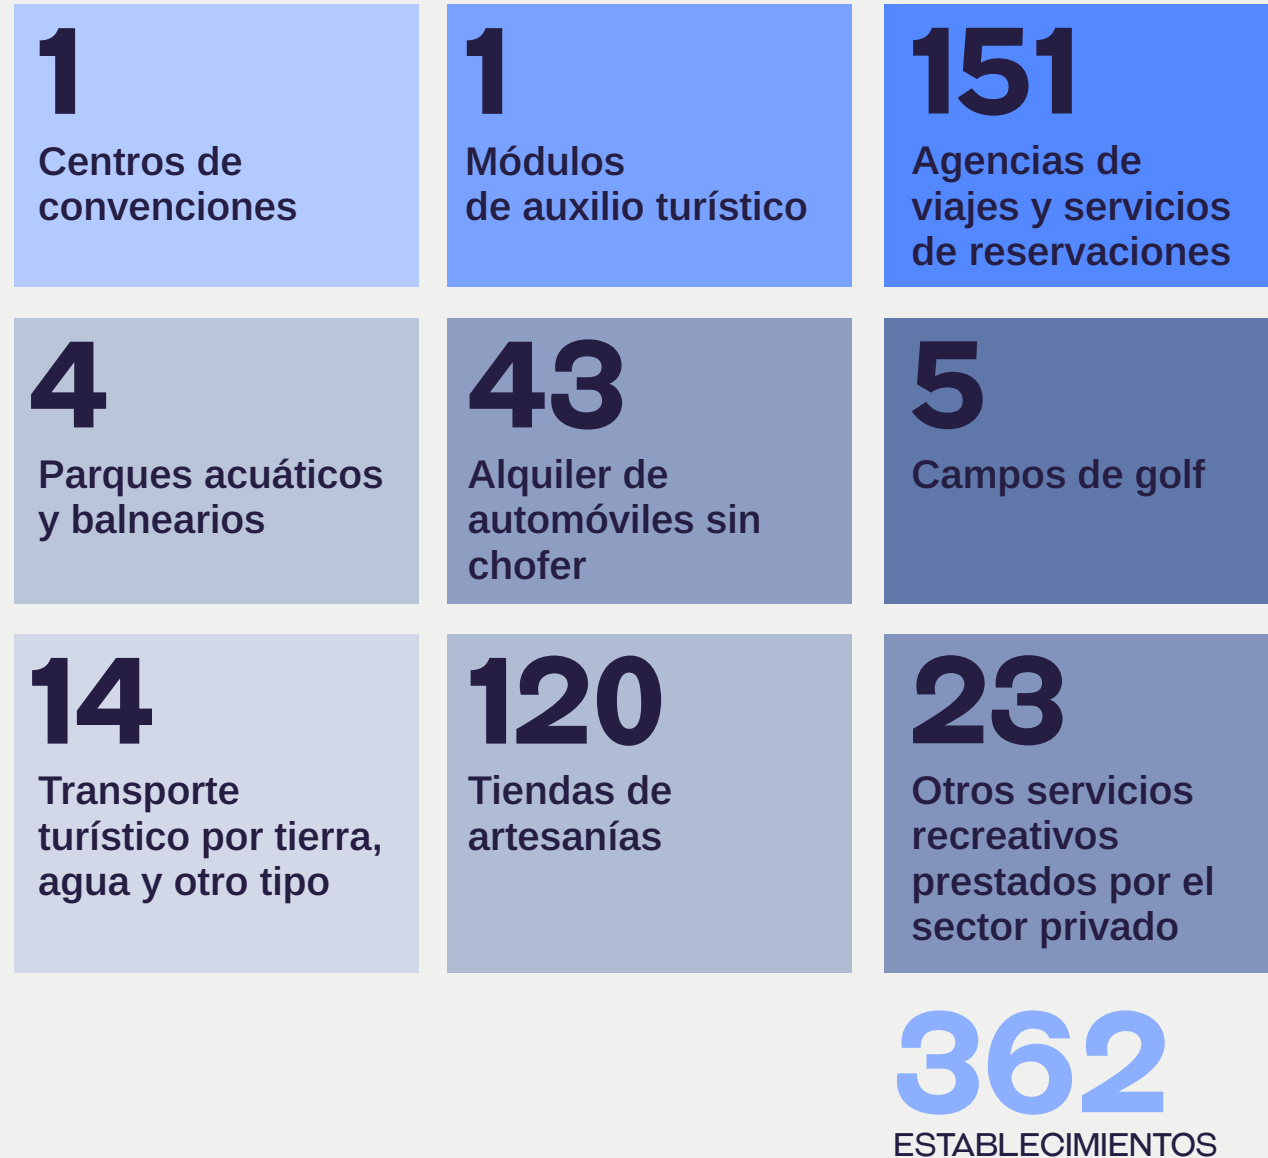 1
Centros de
convenciones
1
Módulos
de auxilio turístico
151
Agencias de
viajes y servicios
de reservaciones
4
Parques acuáticos
y balnearios
43
Alquiler de
automóviles sin
chofer
5
Campos de golf
14
Transporte
turístico por tierra,
agua y otro tipo
120
Tiendas de
artesanías
23
Otros servicios
recreativos
prestados por el
sector privado
362
ESTABLECIMIENTOS